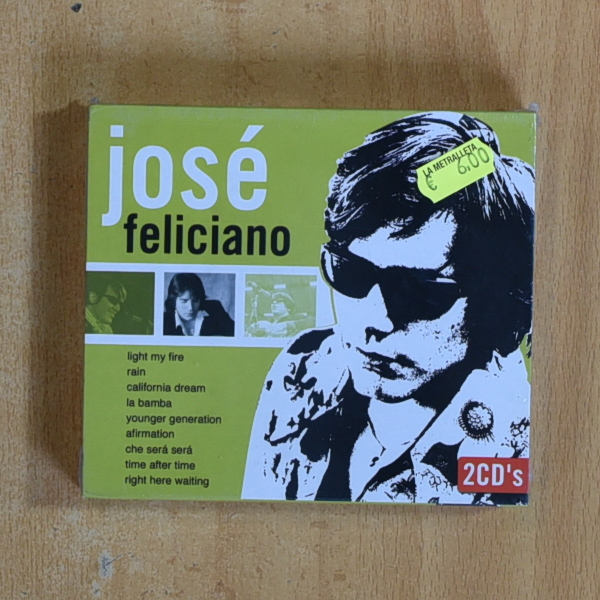 josé
feliciano
LA METRALLETA
€ 6,00
light my fire
rain
california dream
la bamba
younger generation
afirmation
che será será
time after time
right here waiting
2CD's